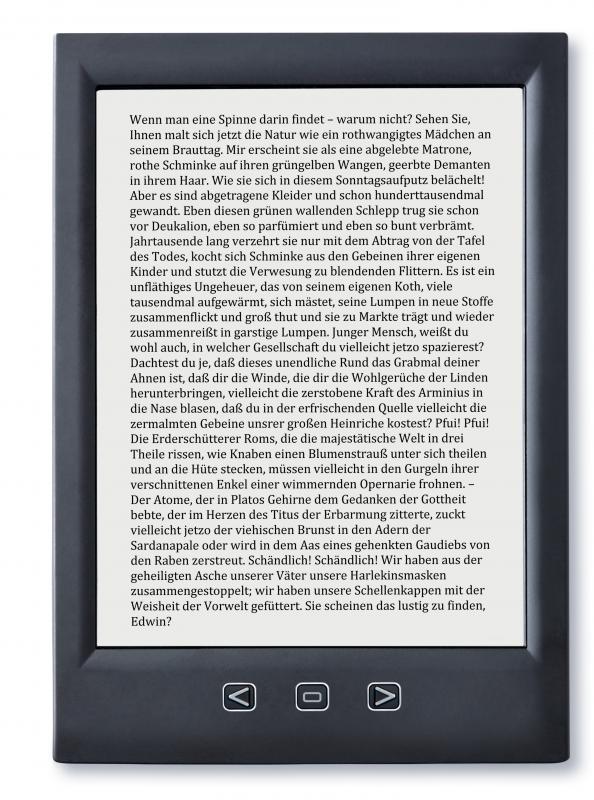 Wenn man eine Spinne darin findet – warum nicht? Sehen Sie,
Ihnen malt sich jetzt die Natur wie ein rothwangigtes Mädchen an
seinem Brauttag. Mir erscheint sie als eine abgelebte Matrone,
rothe Schminke auf ihren grüngelben Wangen, geerbte Demanten
in ihrem Haar. Wie sie sich in diesem Sonntagsaufputz belächelt!
Aber es sind abgetragene Kleider und schon hunderttausendmal
gewandt. Eben diesen grünen wallenden Schlepp trug sie schon
vor Deukalion, eben so parfümiert und eben so bunt verbrämt.
Jahrtausende lang verzehrt sie nur mit dem Abtrag von der Tafel
des Todes, kocht sich Schminke aus den Gebeinen ihrer eigenen
Kinder und stutzt die Verwesung zu blendenden Flittern. Es ist ein
unfläthiges Ungeheuer, das von seinem eigenen Koth, viele
tausendmal aufgewärmt, sich mästet, seine Lumpen in neue Stoffe
zusammenflickt und groß thut und sie zu Markte trägt und wieder
zusammenreißt in garstige Lumpen. Junger Mensch, weißt du
wohl auch, in welcher Gesellschaft du vielleicht jetzo spazierest?
Dachtest du je, daß dieses unendliche Rund das Grabmal deiner
Ahnen ist, daß dir die Winde, die dir die Wohlgerüche der Linden
herunterbringen, vielleicht die zerstobene Kraft des Arminius in
die Nase blasen, daß du in der erfrischenden Quelle vielleicht die
zermalmten Gebeine unsrer großen Heinriche kostest? Pfui! Pfui!
Die Erderschütterer Roms, die die majestätische Welt in drei
Theile rissen, wie Knaben einen Blumenstrauß unter sich theilen
und an die Hüte stecken, müssen vielleicht in den Gurgeln ihrer
verschnittenen Enkel einer wimmernden Opernarie frohnen. –
Der Atome, der in Platos Gehirne dem Gedanken der Gottheit
bebte, der im Herzen des Titus der Erbarmung zitterte, zuckt
vielleicht jetzo der viehischen Brunst in den Adern der
Sardanapale oder wird in dem Aas eines gehenkten Gaudiebs von
den Raben zerstreut. Schändlich! Schändlich! Wir haben aus der
geheiligten Asche unserer Väter unsere Harlekinsmasken
zusammengestoppelt; wir haben unsere Schellenkappen mit der
Weisheit der Vorwelt gefüttert. Sie scheinen das lustig zu finden,
Edwin?